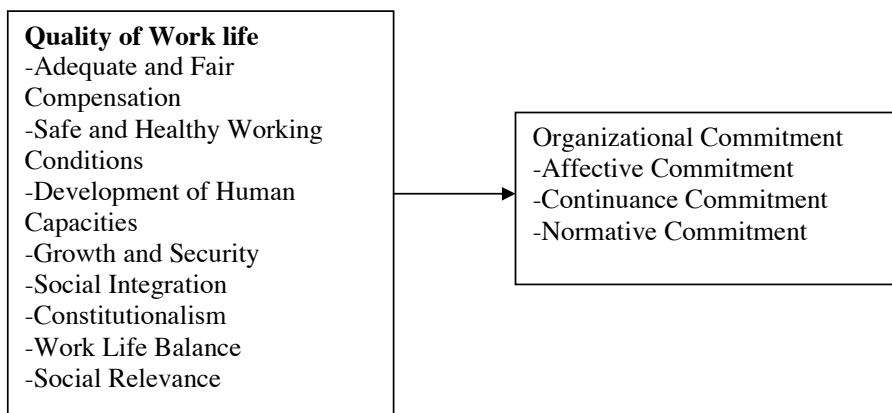 Quality of Work life
-Adequate and Fair
Compensation
-Safe and Healthy Working
Conditions
-Development of Human
Capacities
-Growth and Security
-Social Integration
-Constitutionalism
-Work Life Balance
-Social Relevance
Organizational Commitment
-Affective Commitment
-Continuance Commitment
-Normative Commitment